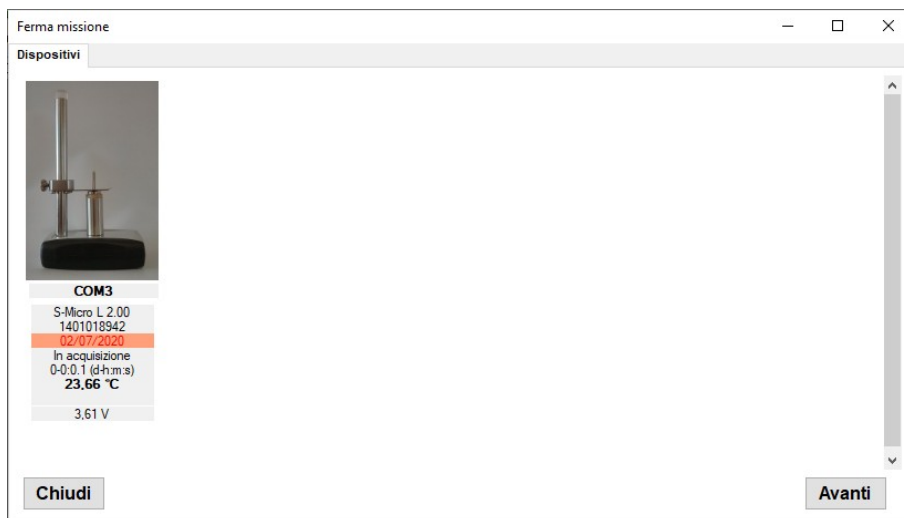 Ferma missione
Dispositivi
COM3
S-Micro L 2.00
1401018942
02/07/2020
In acquisizione
0-0:0.1 (d-h:m:s)
23,66 °C
3,61 V
Chiudi
Avanti